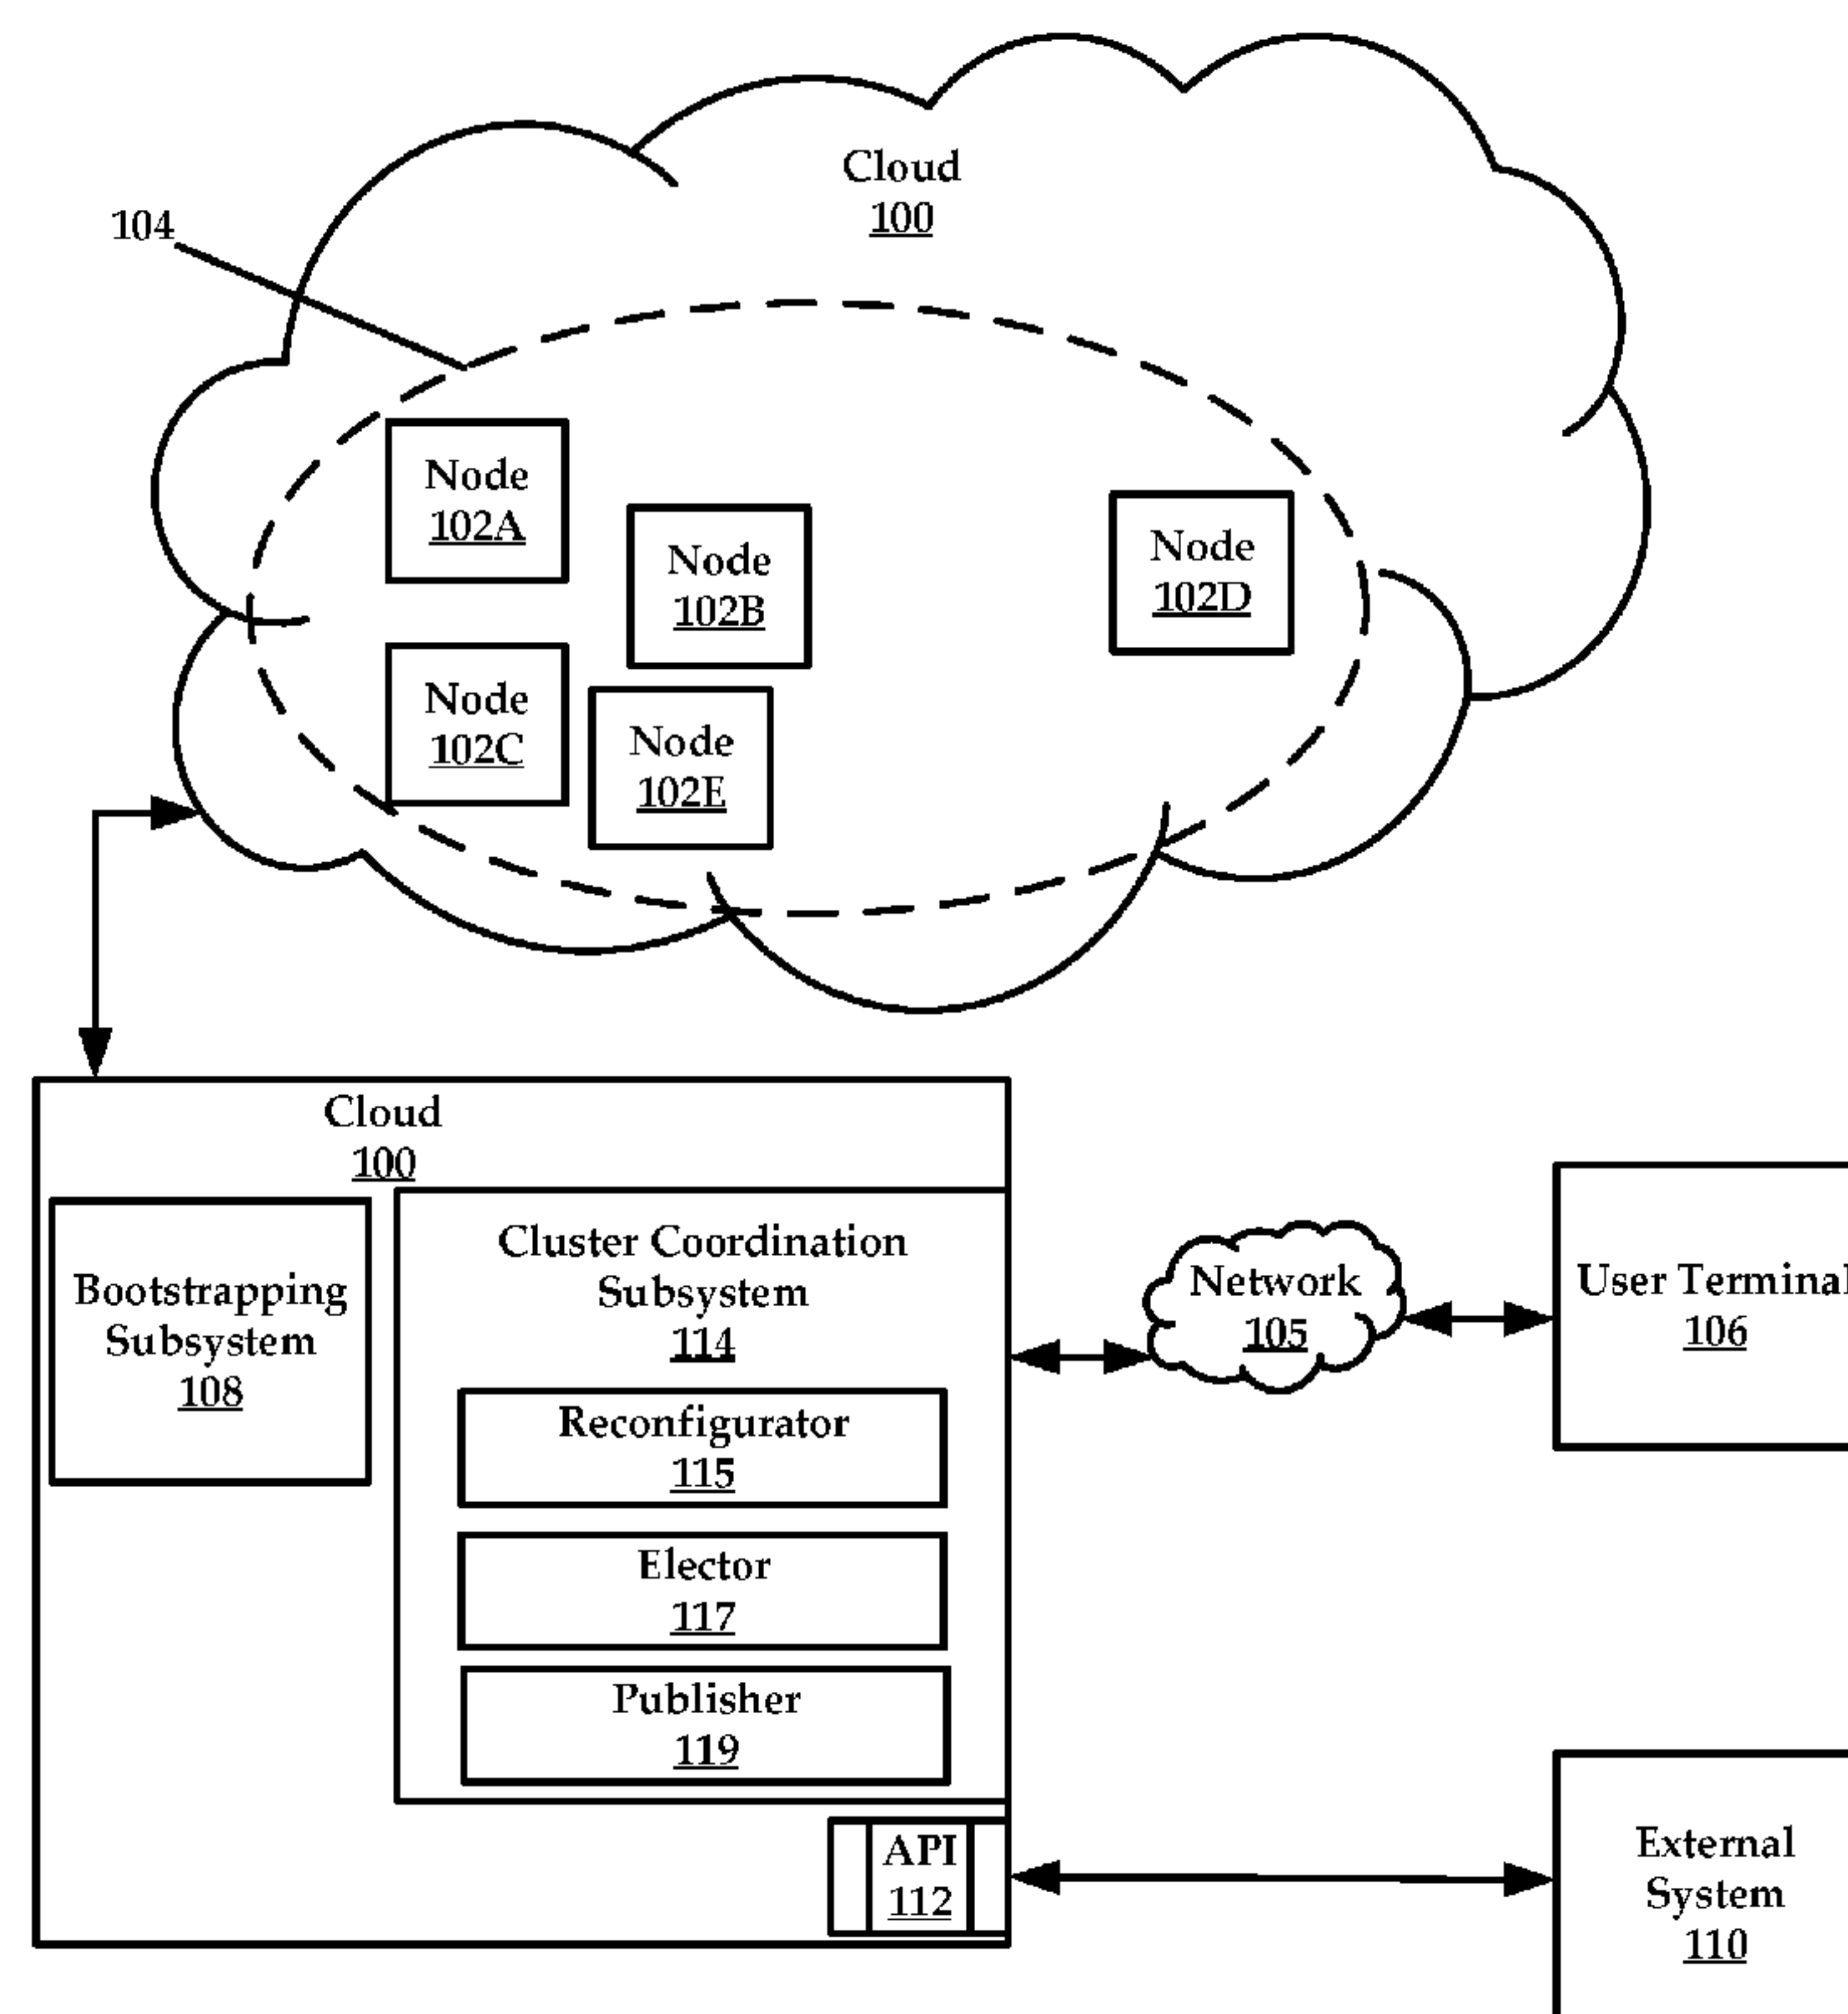 Cloud
100
104
Node
102A
Node
102B
Node
102D
Node
102C
Node
102E
Cloud
100
Bootstrapping
Subsystem
108
Cluster Coordination
Subsystem
114
Reconfigurator
115
Elector
117
Publisher
119
API
112
Network
105
User Terminal
106
External
System
110